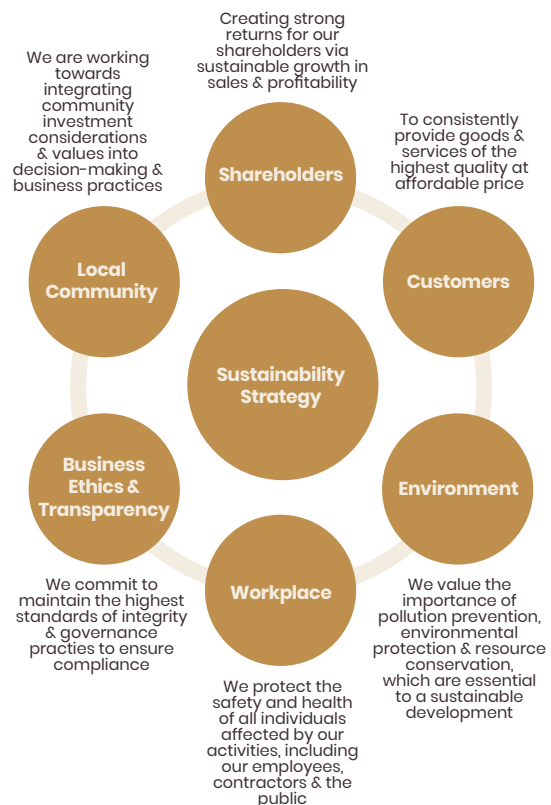 Creating strong
returns for our
shareholders via
sustainable growth in
sales & profitability
Shareholders
To consistently
provide goods &
services of the
highest quality at
affordable price
Customers
Environment
We value the
importance of
pollution prevention,
environmental
protection & resource
conservation,
which are essential
to a sustainable
development
Workplace
We protect the
safety and health
of all individuals
affected by our
activities, including
our employees,
contractors & the
public
Business
Ethics &
Transparency
We commit to
maintain the highest
standards of integrity
& governance
practies to ensure
compliance
We are working
towards
integrating
community
investment
considerations
& values into
decision-making &
business practices
Local
Community
Sustainability
Strategy